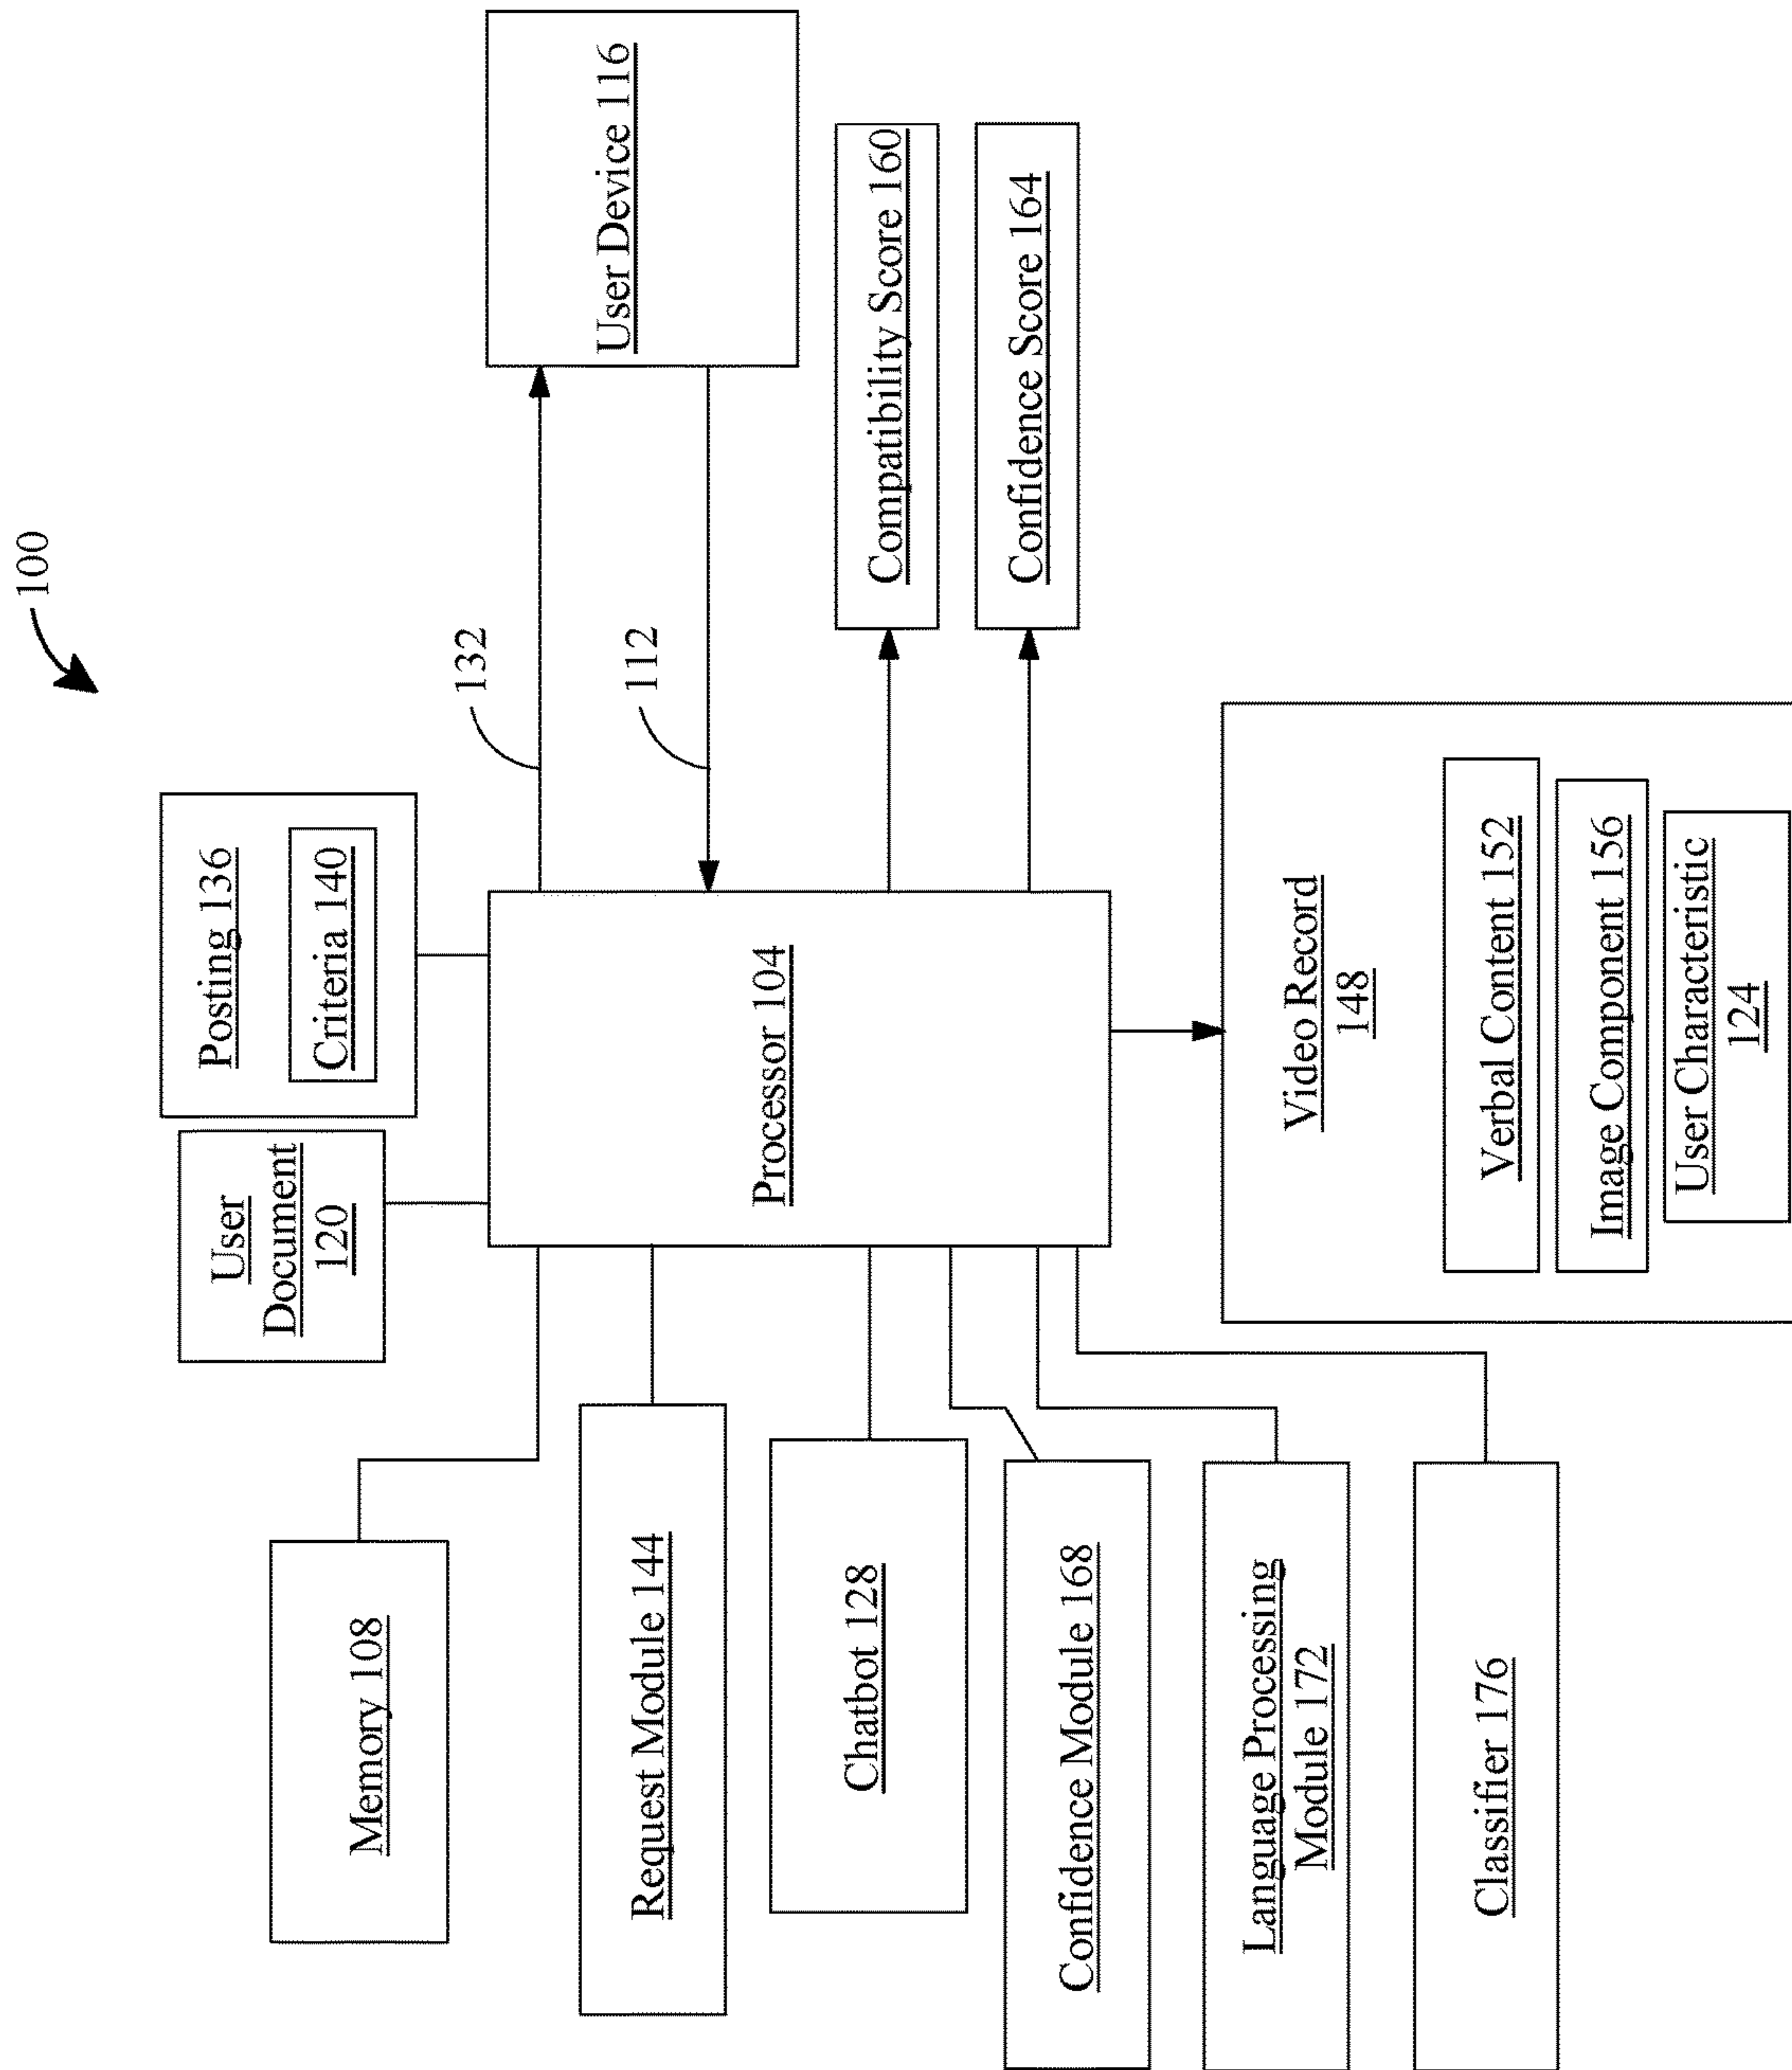 100
User
Document
120
Posting 136
Criteria 140
Memory 108
Request Module 144
Chatbot 128
Confidence Module 168
Language Processing
Module 172
Classifier 176
Processor 104
132
112
User Device 116
Compatibility Score 160
Confidence Score 164
Video Record
148
Verbal Content 152
Image Component 156
User Characteristic
124